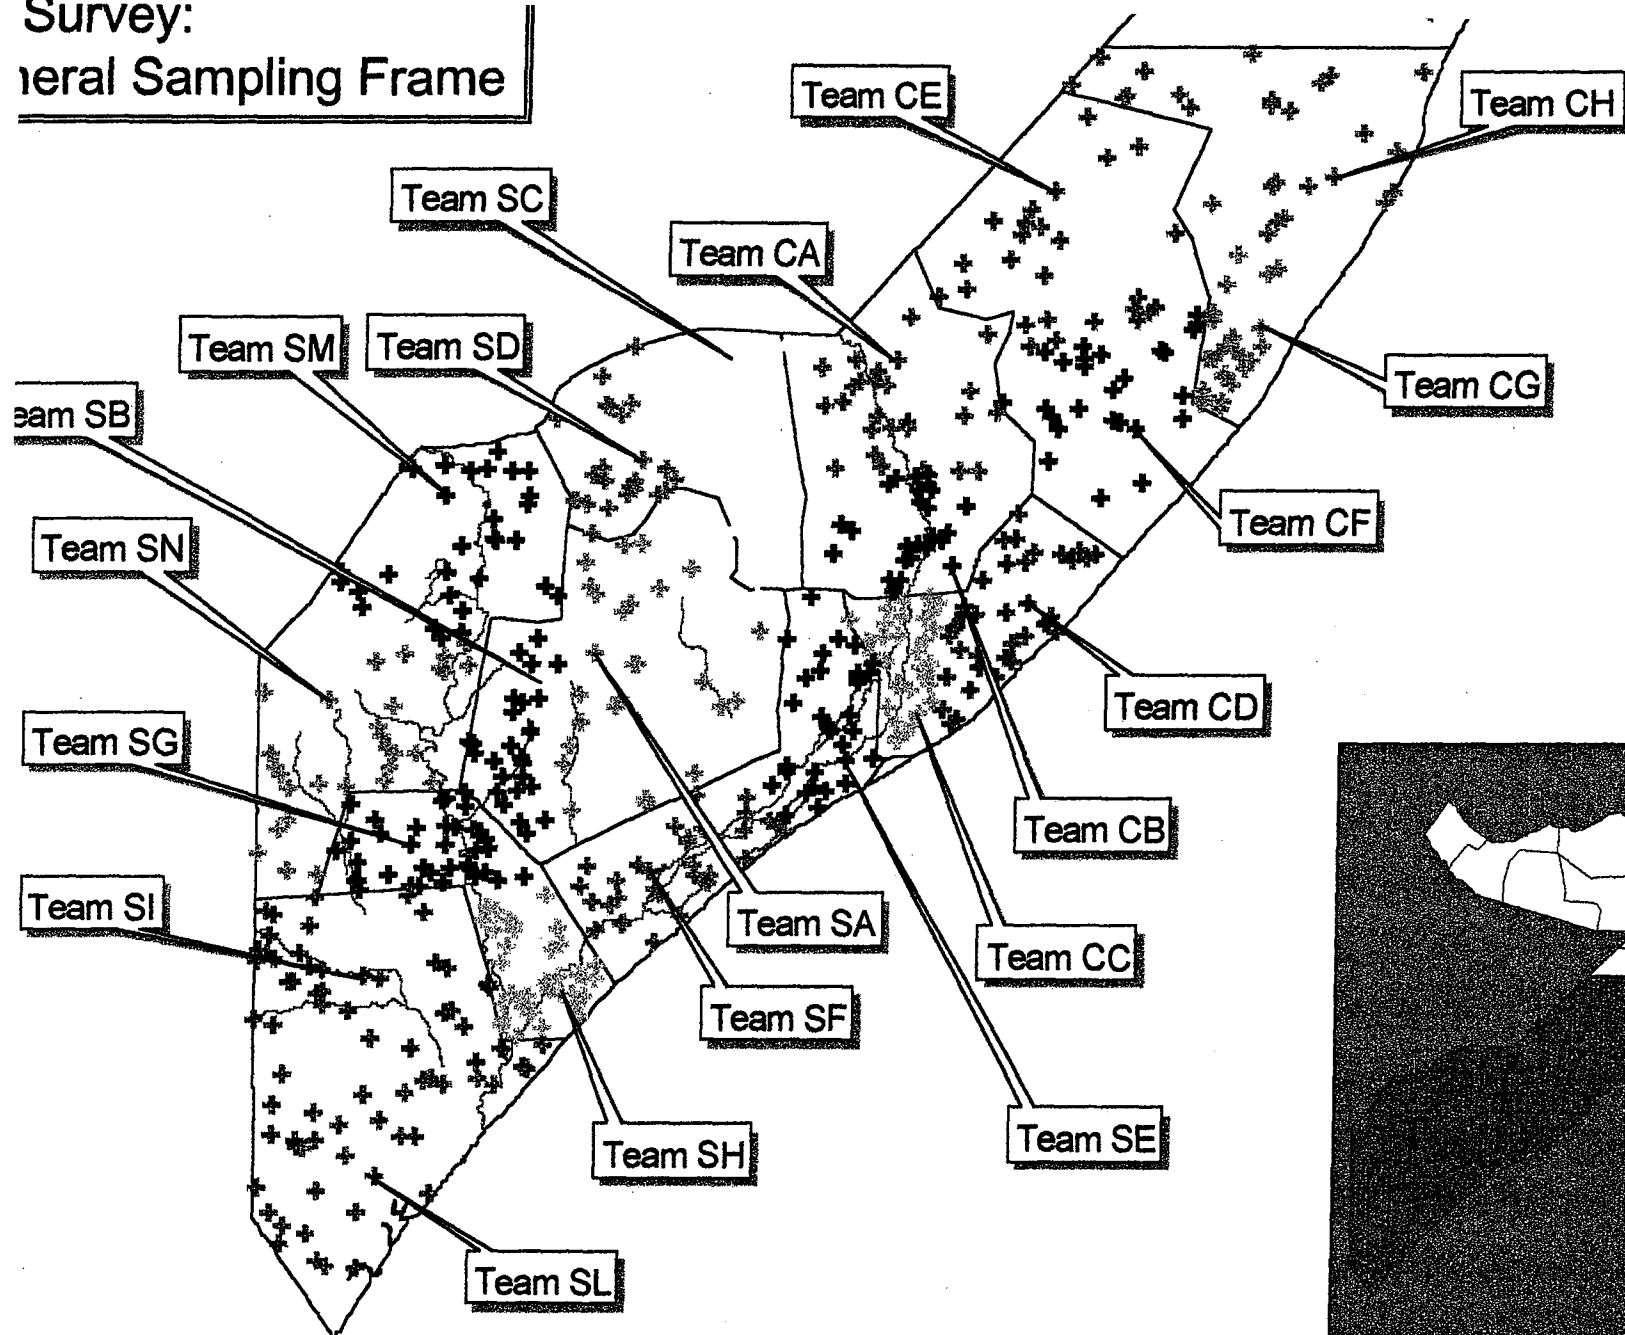 Survey:
neral Sampling Frame
Team CE
Team CH
Team SC
Team CA
Team SM
Team SD
Team CG
eam SB
Team SN
Team CF
Team CD
Team SG
Team CB
Team SI
Team SA
Team CC
Team SF
Team SE
Team SH
Team SL